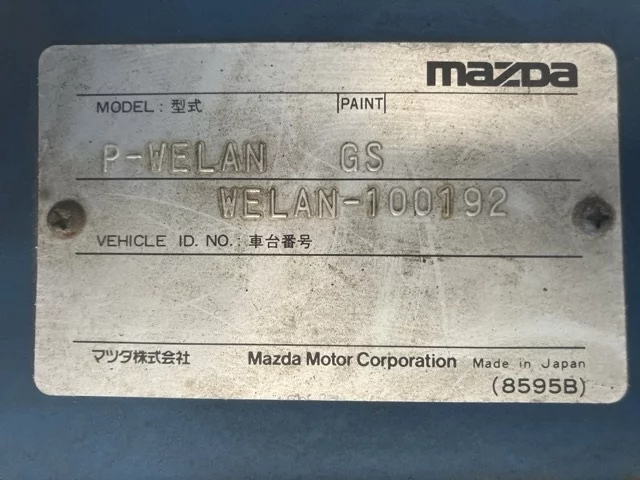 mazda
MODEL: 型式 |PAINT|
P-WELAN GS
WELAN-100192
VEHICLE ID. NO.: 車台番号
マツダ株式会社 Mazda Motor Corporation Made in Japan
(8595B)